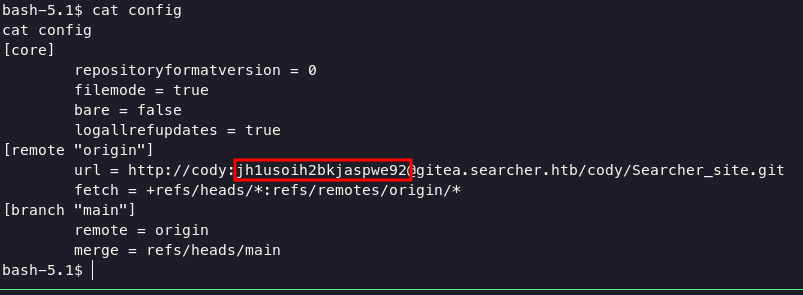 bash-5.1$ cat config
cat config
[core]
        repositoryformatversion = 0
        filemode = true
        bare = false
        logallrefupdates = true
[remote "origin"]
        url = http://cody:jh1usoih2bkjaspwe92@gitea.searcher.htb/cody/Searcher_site.git
        fetch = +refs/heads/*:refs/remotes/origin/*
[branch "main"]
        remote = origin
        merge = refs/heads/main
bash-5.1$